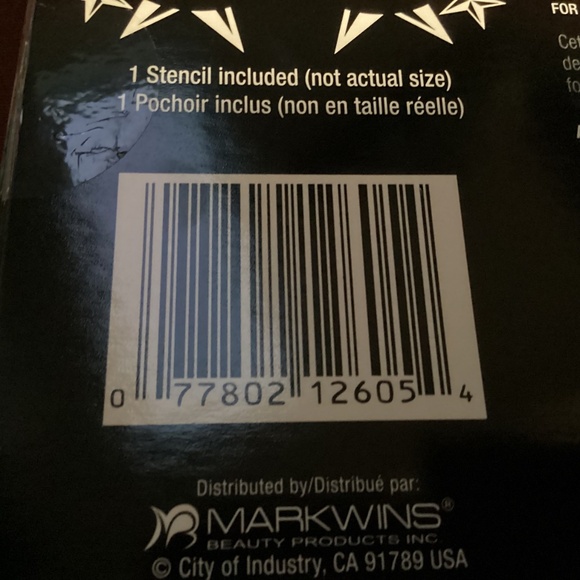 FOR
1 Stencil included (not actual size)
1 Pochoir inclus (non en taille réelle)
0 77802 12605 4
Distributed by/Distribué par:
MARKWINS®
BEAUTY PRODUCTS INC.
© City of Industry, CA 91789 USA